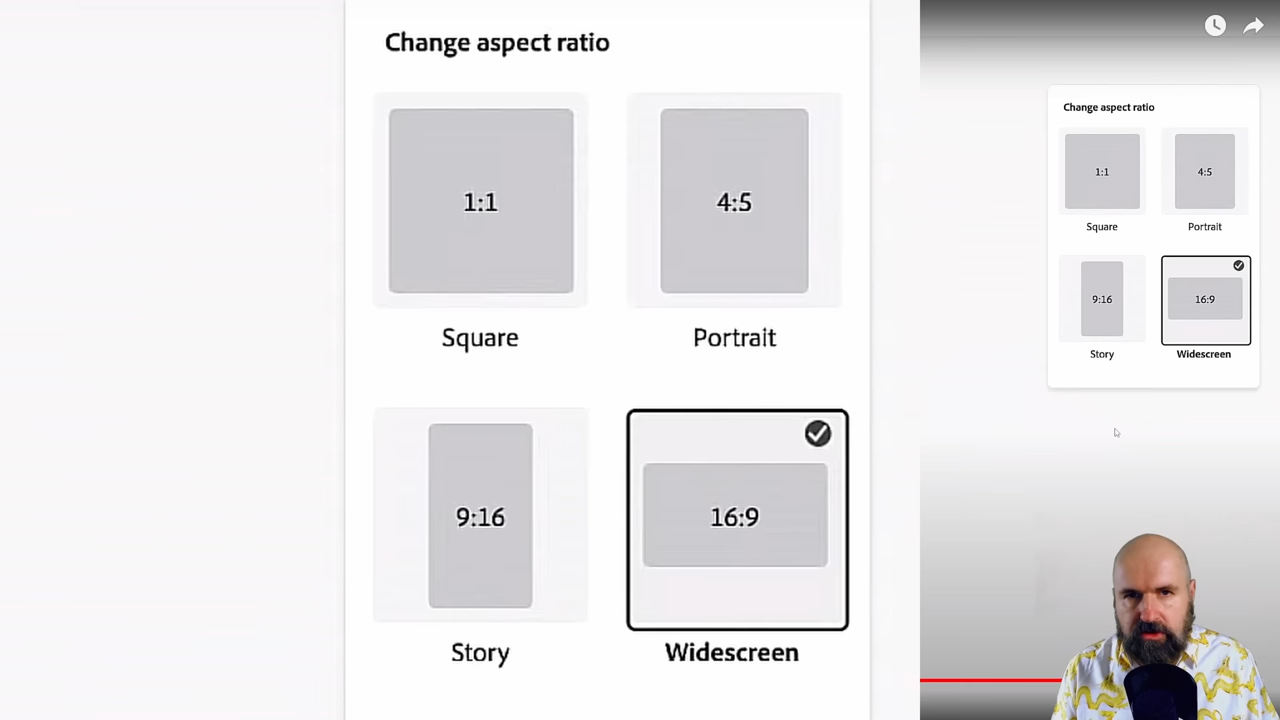 Change aspect ratio
1:1
4:5
Square
Portrait
9:16
16:9
Story
Widescreen
Change aspect ratio
1:1
4:5
Square
Portrait
9:16
16:9
Story
Widescreen